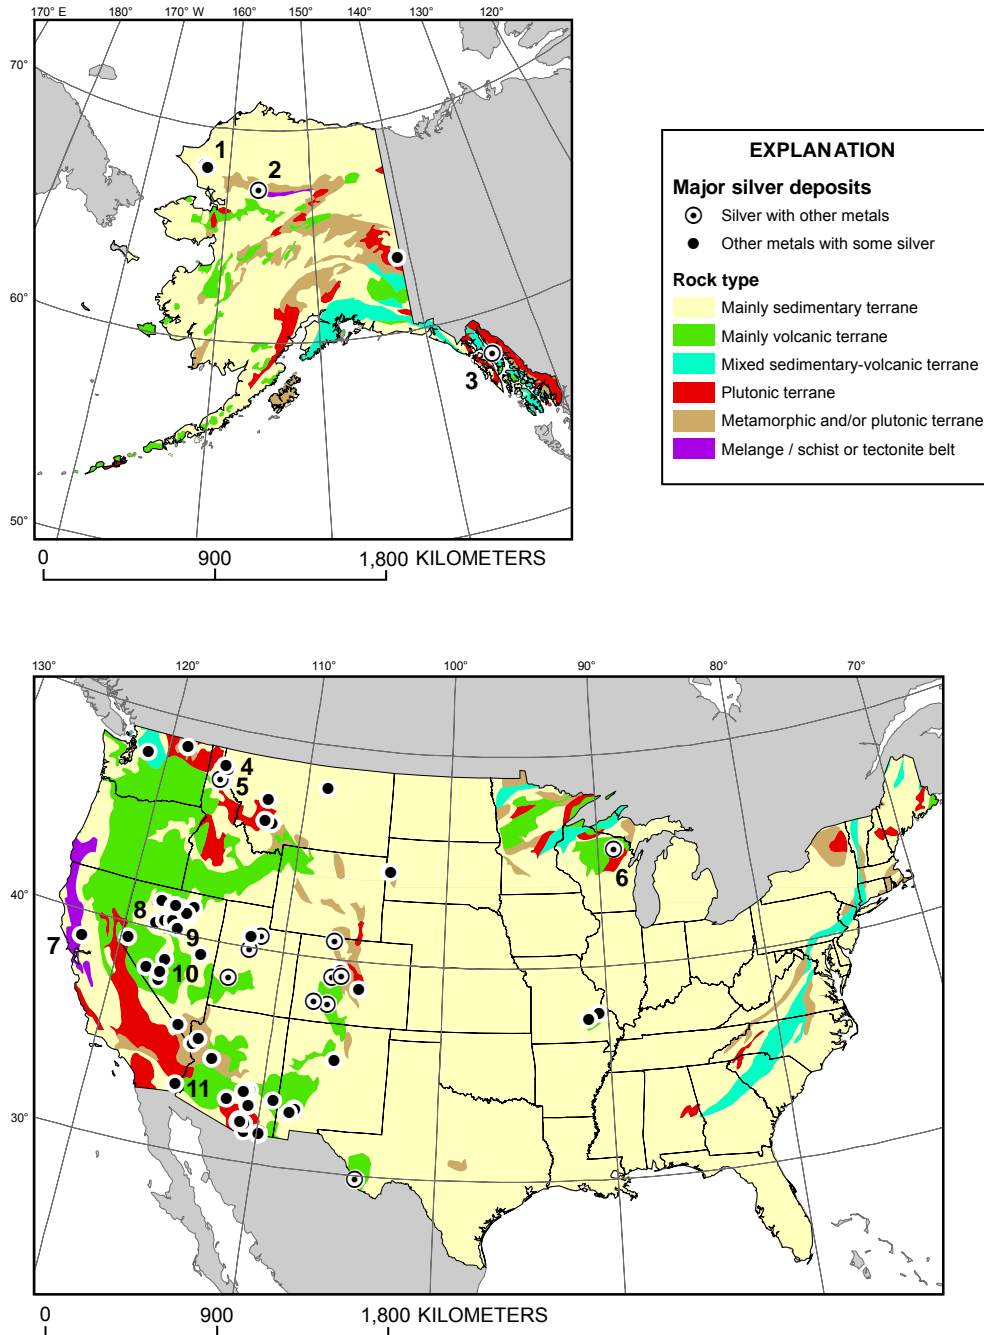 170° E 180° 170° W 160° 150° 140° 130° 120°
70°
1
2
60°
3
50°
0 900 1,800 KILOMETERS
EXPLANATION
Major silver deposits
Silver with other metals
Other metals with some silver
Rock type
Mainly sedimentary terrane
Mainly volcanic terrane
Mixed sedimentary-volcanic terrane
Plutonic terrane
Metamorphic and/or plutonic terrane
Melange / schist or tectonite belt
130° 120° 110° 100° 90° 80° 70°
4
5
6
40°
8
7
9
10
11
30°
0 900 1,800 KILOMETERS